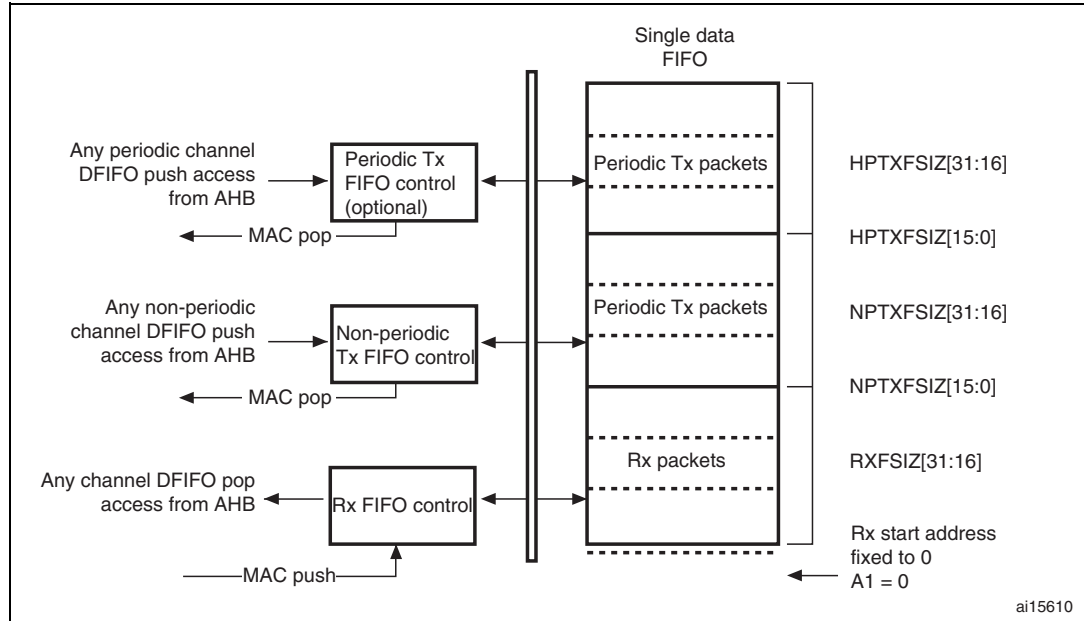 Single data
FIFO
Any periodic channel
DFIFO push access
from AHB
Periodic Tx
FIFO control
(optional)
MAC pop
Periodic Tx packets
HPTXFSIZ[31:16]
HPTXFSIZ[15:0]
Any non-periodic
channel DFIFO push
access from AHB
Non-periodic
Tx FIFO control
MAC pop
Periodic Tx packets
NPTXFSIZ[31:16]
NPTXFSIZ[15:0]
Any channel DFIFO pop
access from AHB
Rx FIFO control
MAC push
Rx packets
RXFSIZ[31:16]
Rx start address
fixed to 0
A1 = 0
ai15610